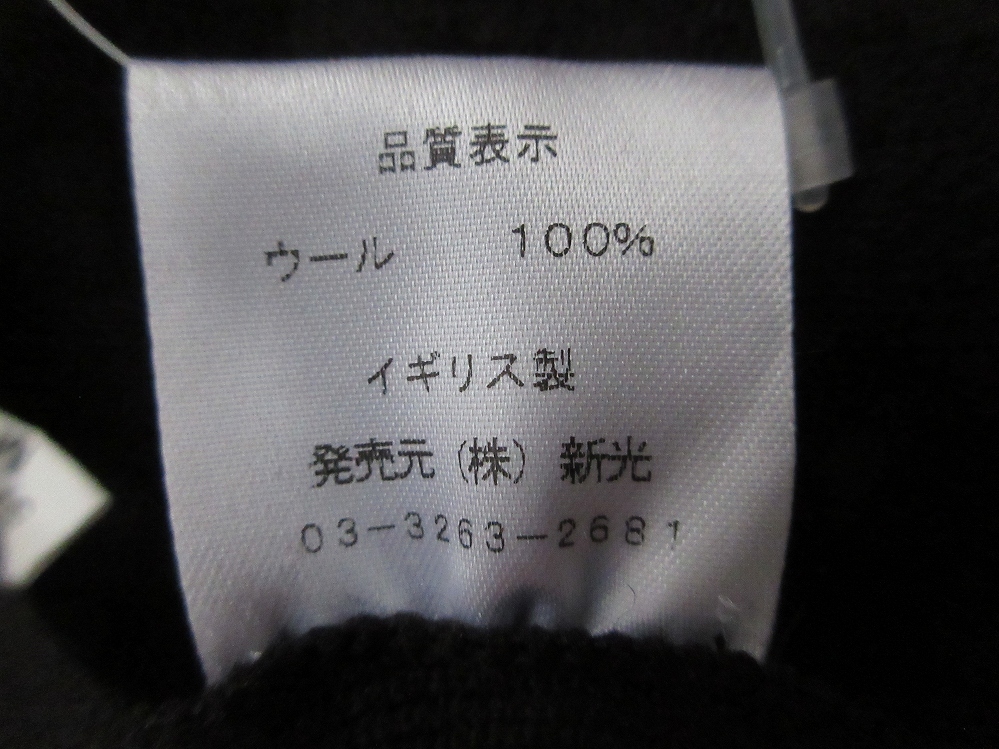 品質表示
ウール 100%
イギリス製
発売元（株）新光
03-3263-2681